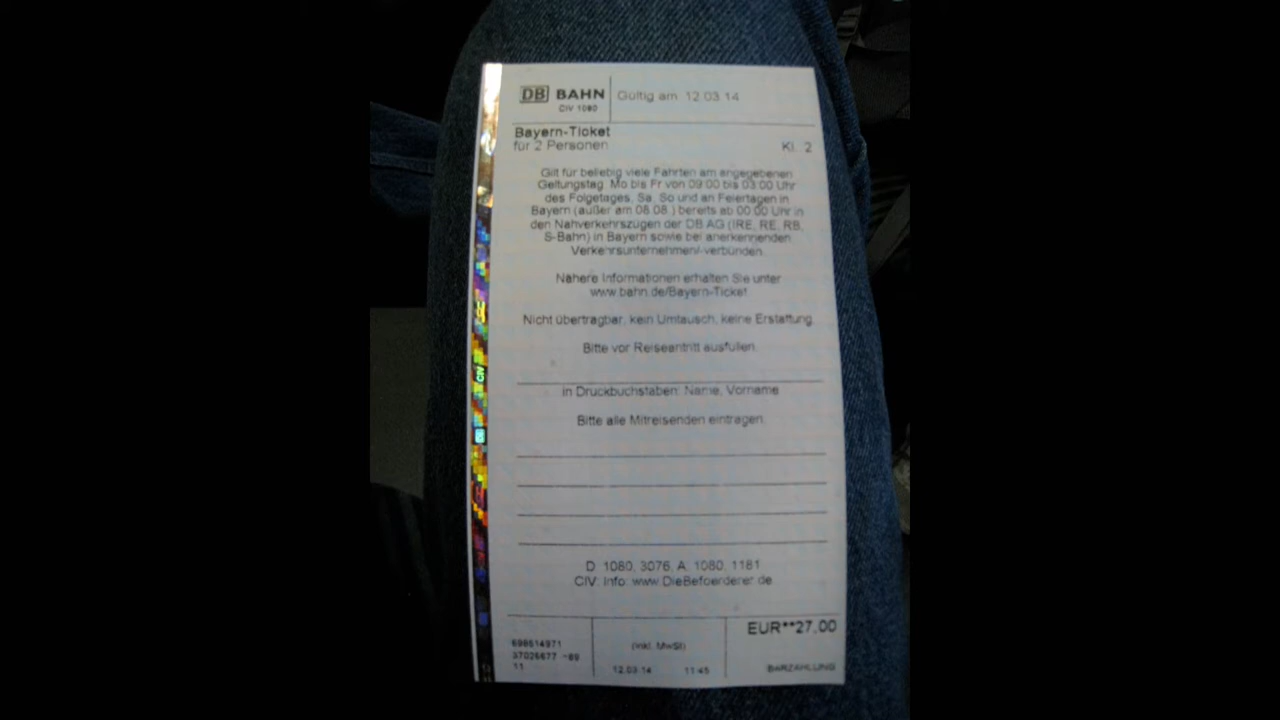 DB BAHN
CIV 1080
Gültig am 12.03.14
Bayern-Ticket
für 2 Personen
Kl. 2
Gilt für beliebig viele Fahrten am angegebenen
Geltungstag. Mo bis Fr von 09:00 bis 03:00 Uhr
des Folgetages, Sa, So und an Feiertagen in
Bayern (außer am 08.08.) bereits ab 00:00 Uhr in
den Nahverkehrszügen der DB AG (IRE, RE, RB,
S-Bahn) in Bayern sowie bei anerkennenden
Verkehrsunternehmen/-verbünden.
Nähere Informationen erhalten Sie unter
www.bahn.de/Bayern-Ticket
Nicht übertragbar, kein Umtausch, keine Erstattung.
Bitte vor Reiseantritt ausfüllen.
in Druckbuchstaben: Name, Vorname
Bitte alle Mitreisenden eintragen.
D: 1080, 3076, A: 1080, 1181
CIV: Info: www.DieBefoerderer.de
EUR**27,00
698514971
37026677 -89
11
(inkl. MwSt)
12.03.14 11:45
BARZAHLUNG
CIV
DB